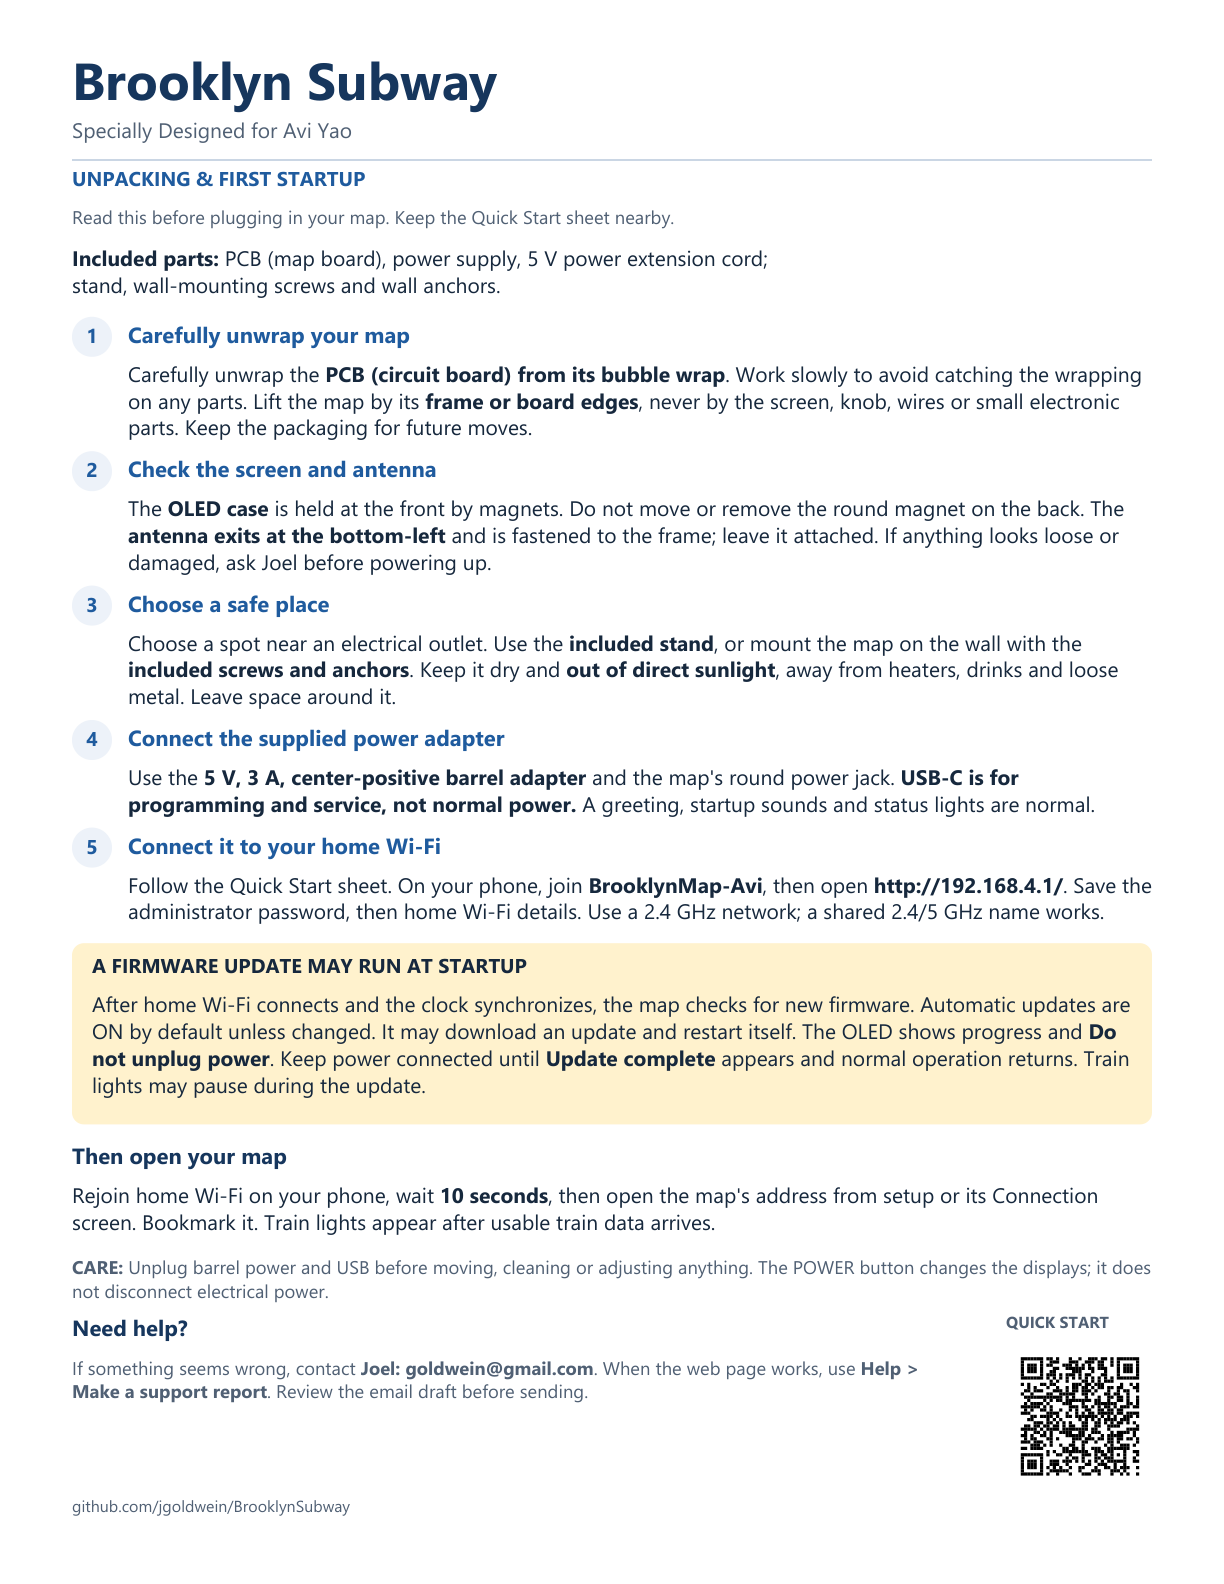 Brooklyn Subway
Specially Designed for Avi Yao
UNPACKING & FIRST STARTUP
Read this before plugging in your map. Keep the Quick Start sheet nearby.
Included parts: PCB (map board), power supply, 5 V power extension cord;
stand, wall-mounting screws and wall anchors.
1 Carefully unwrap your map
Carefully unwrap the PCB (circuit board) from its bubble wrap. Work slowly to avoid catching the wrapping
on any parts. Lift the map by its frame or board edges, never by the screen, knob, wires or small electronic
parts. Keep the packaging for future moves.
2 Check the screen and antenna
The OLED case is held at the front by magnets. Do not move or remove the round magnet on the back. The
antenna exits at the bottom-left and is fastened to the frame; leave it attached. If anything looks loose or
damaged, ask Joel before powering up.
3 Choose a safe place
Choose a spot near an electrical outlet. Use the included stand, or mount the map on the wall with the
included screws and anchors. Keep it dry and out of direct sunlight, away from heaters, drinks and loose
metal. Leave space around it.
4 Connect the supplied power adapter
Use the 5 V, 3 A, center-positive barrel adapter and the map's round power jack. USB-C is for
programming and service, not normal power. A greeting, startup sounds and status lights are normal.
5 Connect it to your home Wi-Fi
Follow the Quick Start sheet. On your phone, join BrooklynMap-Avi, then open http://192.168.4.1/. Save the
administrator password, then home Wi-Fi details. Use a 2.4 GHz network; a shared 2.4/5 GHz name works.
A FIRMWARE UPDATE MAY RUN AT STARTUP
After home Wi-Fi connects and the clock synchronizes, the map checks for new firmware. Automatic updates are
ON by default unless changed. It may download an update and restart itself. The OLED shows progress and Do
not unplug power. Keep power connected until Update complete appears and normal operation returns. Train
lights may pause during the update.
Then open your map
Rejoin home Wi-Fi on your phone, wait 10 seconds, then open the map's address from setup or its Connection
screen. Bookmark it. Train lights appear after usable train data arrives.
CARE: Unplug barrel power and USB before moving, cleaning or adjusting anything. The POWER button changes the displays; it does
not disconnect electrical power.
Need help?
If something seems wrong, contact Joel: goldwein@gmail.com. When the web page works, use Help >
Make a support report. Review the email draft before sending.
QUICK START
github.com/jgoldwein/BrooklynSubway